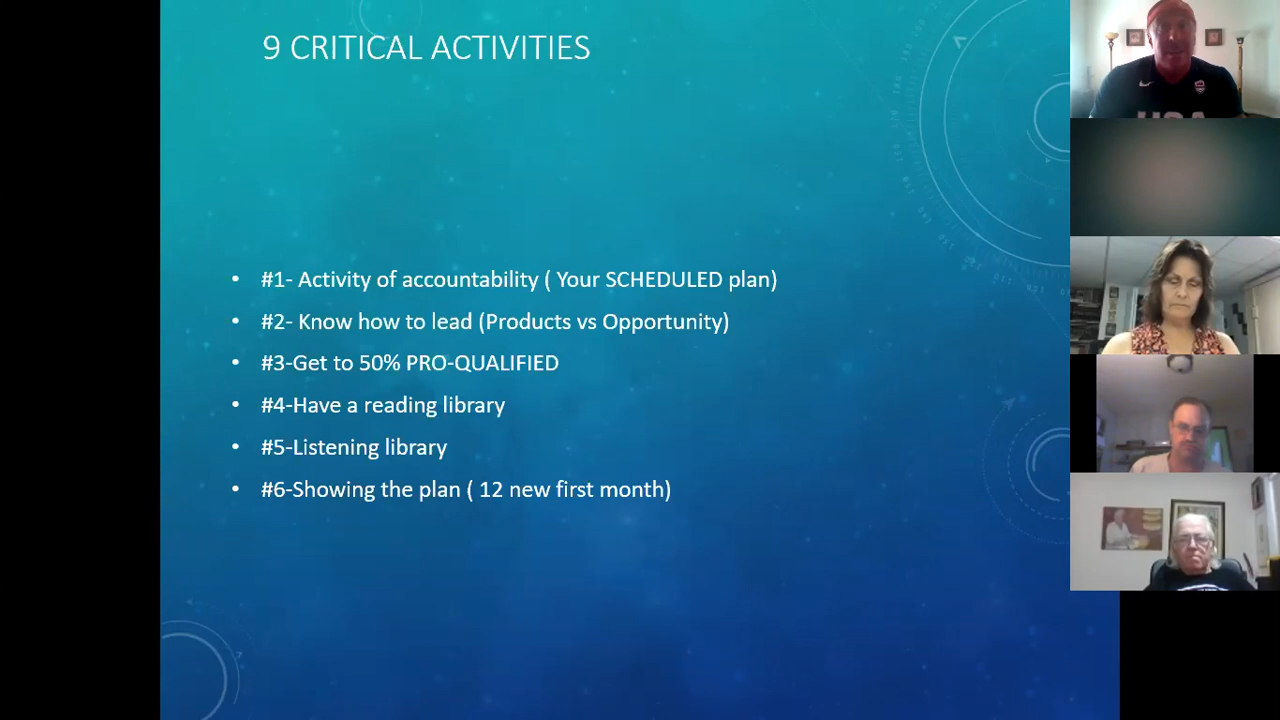 9 CRITICAL ACTIVITIES
• #1- Activity of accountability ( Your SCHEDULED plan)
• #2- Know how to lead (Products vs Opportunity)
• #3-Get to 50% PRO-QUALIFIED
• #4-Have a reading library
• #5-Listening library
• #6-Showing the plan ( 12 new first month)
USA